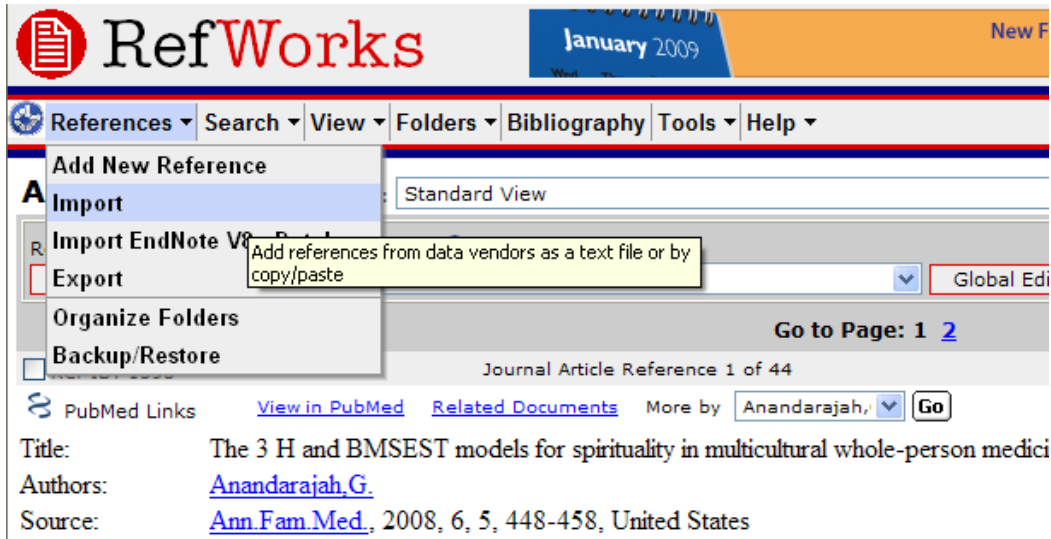 RefWorks
January 2009
New F
References Search View Folders Bibliography Tools Help
Add New Reference
A Standard View
Import
Import EndNote V8
Add references from data vendors as a text file or by
copy/paste
Export
Global Edi
Organize Folders
Go to Page: 1 2
Backup/Restore
Journal Article Reference 1 of 44
PubMed Links View in PubMed Related Documents More by Anandarajah, Go
Title: The 3 H and BMSEST models for spirituality in multicultural whole-person medici
Authors: Anandarajah,G.
Source: Ann.Fam.Med., 2008, 6, 5, 448-458, United States